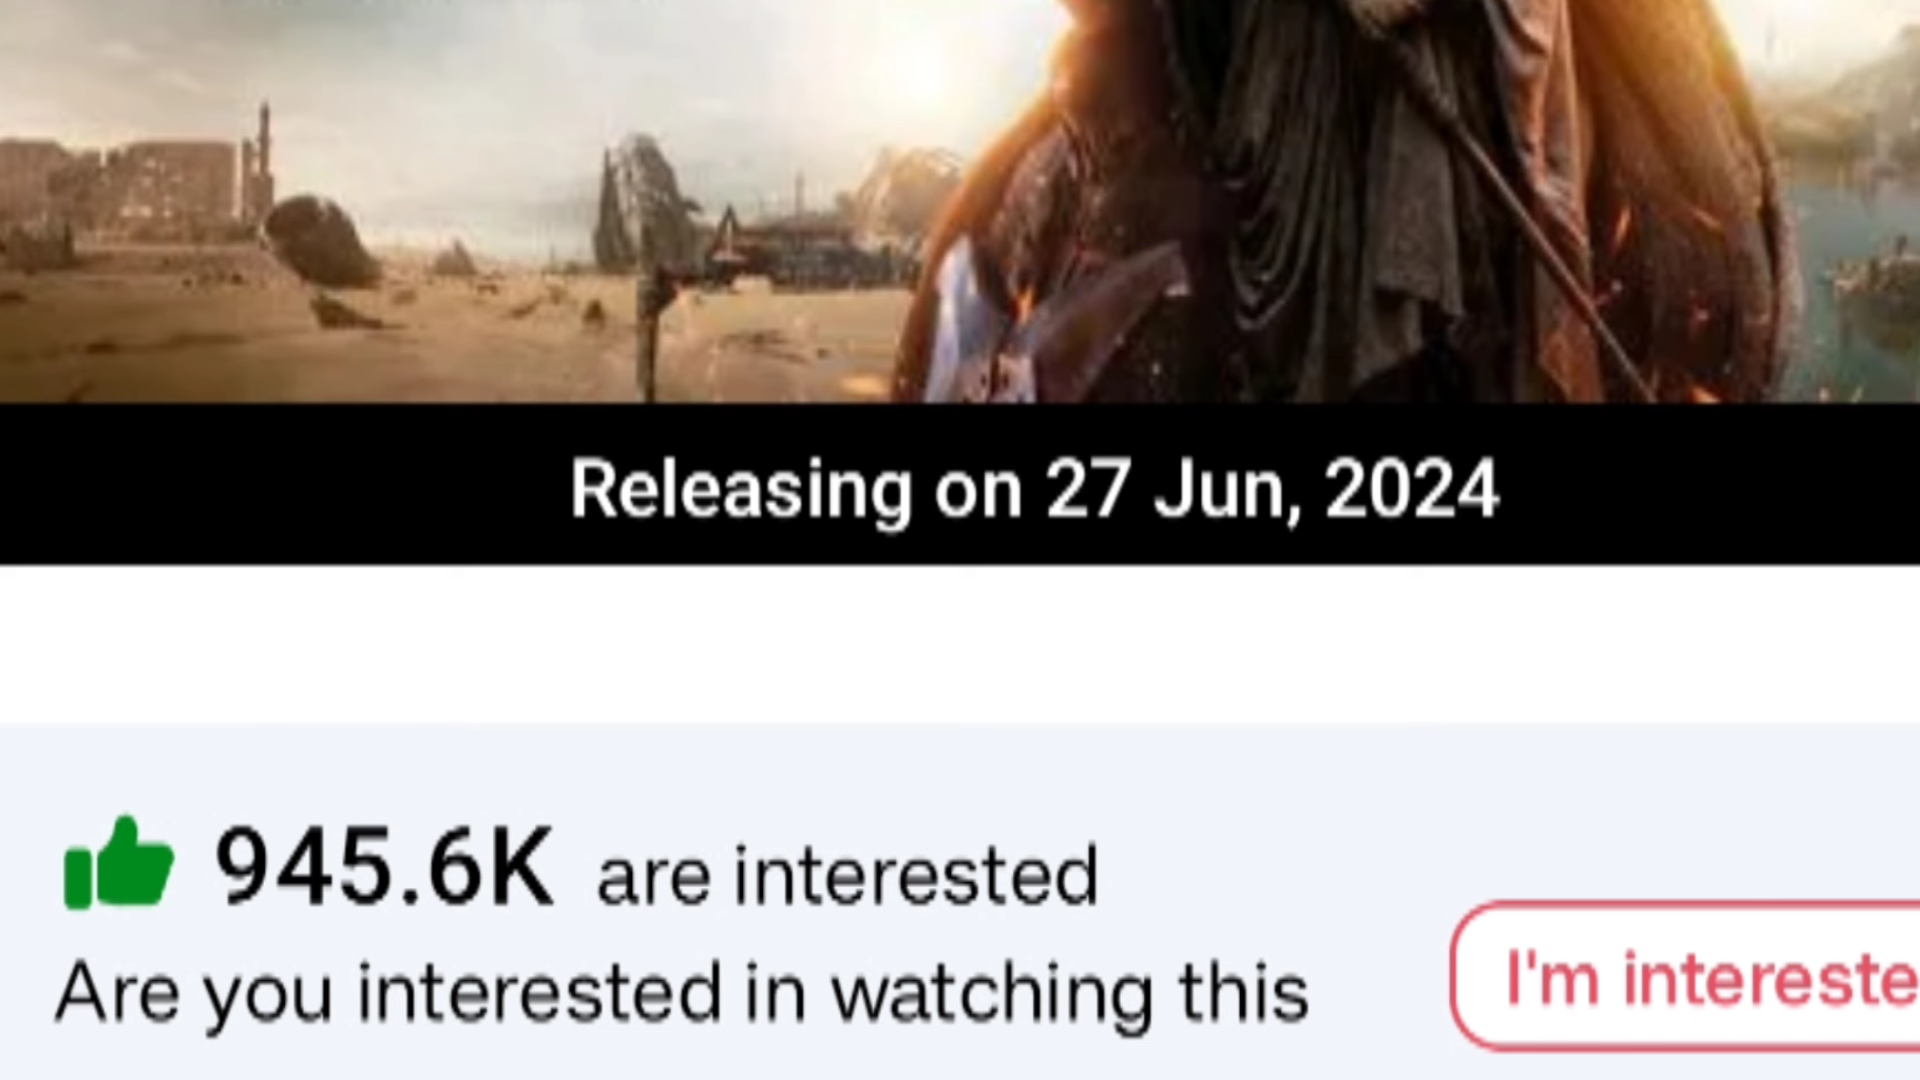 Releasing on 27 Jun, 2024
945.6K are interested
Are you interested in watching this
I'm intereste